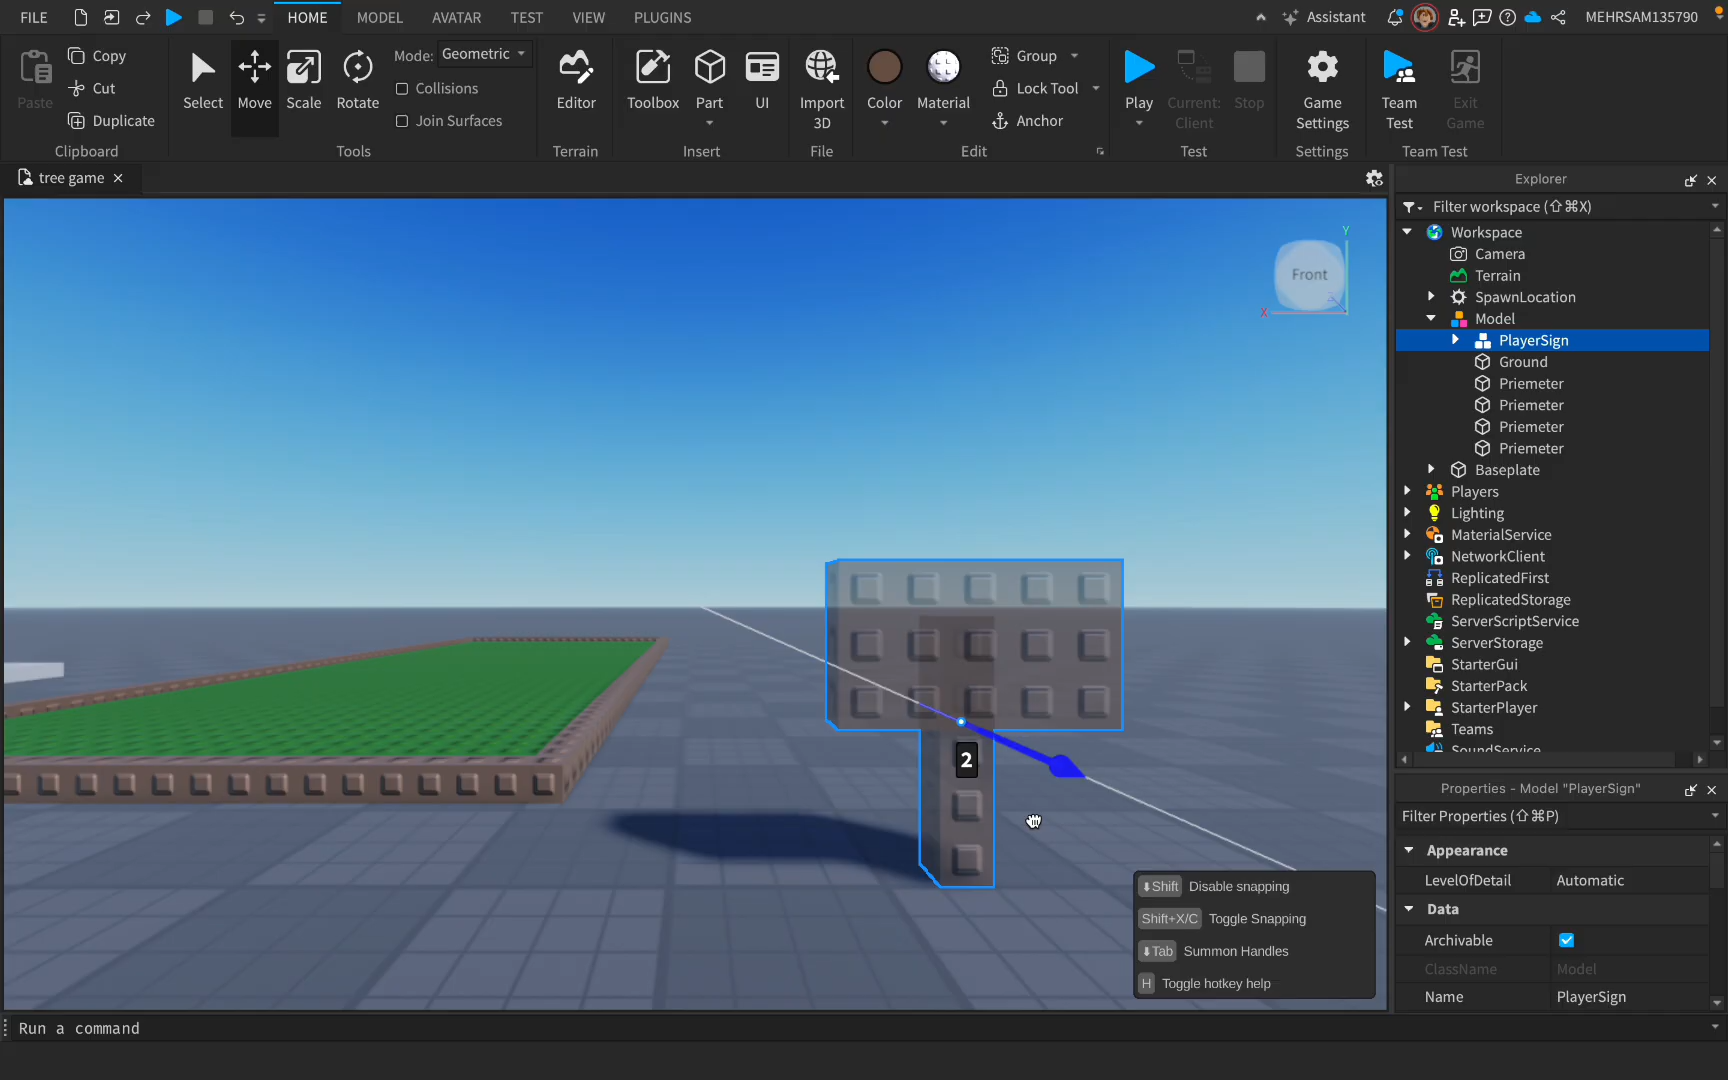 FILE HOME MODEL AVATAR TEST VIEW PLUGINS Assistant MEHRSAM135790
Paste Copy Cut Duplicate
Clipboard
Select Move Scale Rotate
Mode: Geometric
Collisions
Join Surfaces
Tools
Editor
Terrain
Toolbox Part UI
Insert
Import
3D
File
Color Material
Group
Lock Tool
Anchor
Edit
Play Current: Stop
Client
Test
Game
Settings
Settings
Team Exit
Test Game
Team Test
tree game
Front
Y
X
2
Shift Disable snapping
Shift+X/C Toggle Snapping
Tab Summon Handles
H Toggle hotkey help
Run a command
Explorer
Filter workspace (⇧⌘X)
Workspace
Camera
Terrain
SpawnLocation
Model
PlayerSign
Ground
Priemeter
Priemeter
Priemeter
Priemeter
Baseplate
Players
Lighting
MaterialService
NetworkClient
ReplicatedFirst
ReplicatedStorage
ServerScriptService
ServerStorage
StarterGui
StarterPack
StarterPlayer
Teams
SoundService
Properties - Model "PlayerSign"
Filter Properties (⇧⌘P)
Appearance
LevelOfDetail Automatic
Data
Archivable
ClassName Model
Name PlayerSign